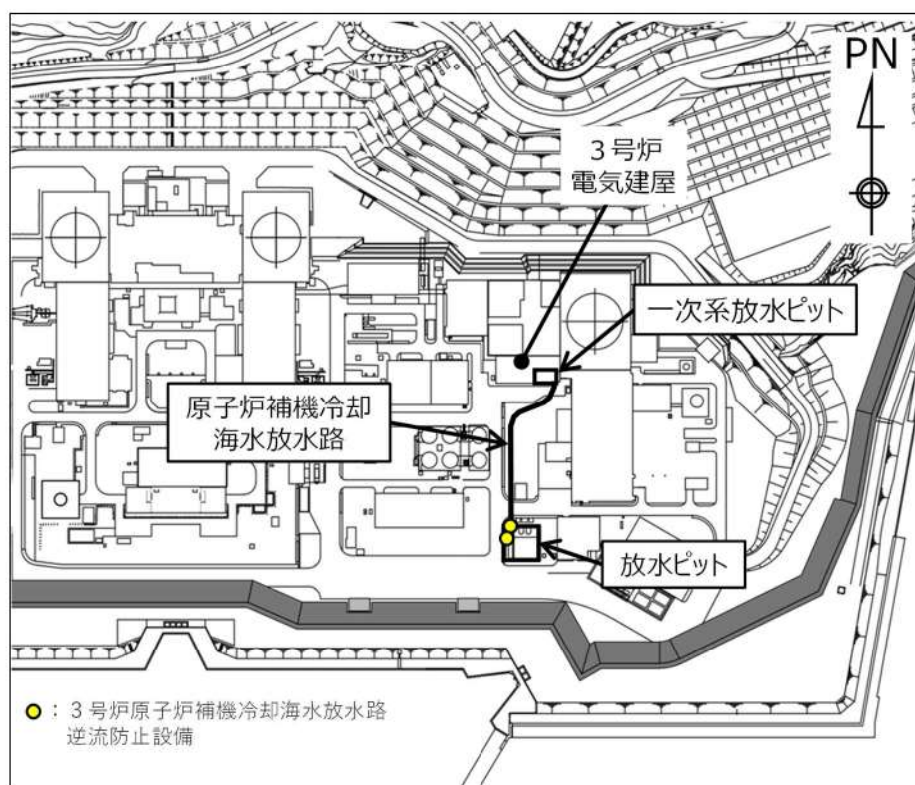 PN
３号炉
電気建屋
一次系放水ピット
原子炉補機冷却
海水放水路
放水ピット
：３号炉原子炉補機冷却海水放水路
逆流防止設備